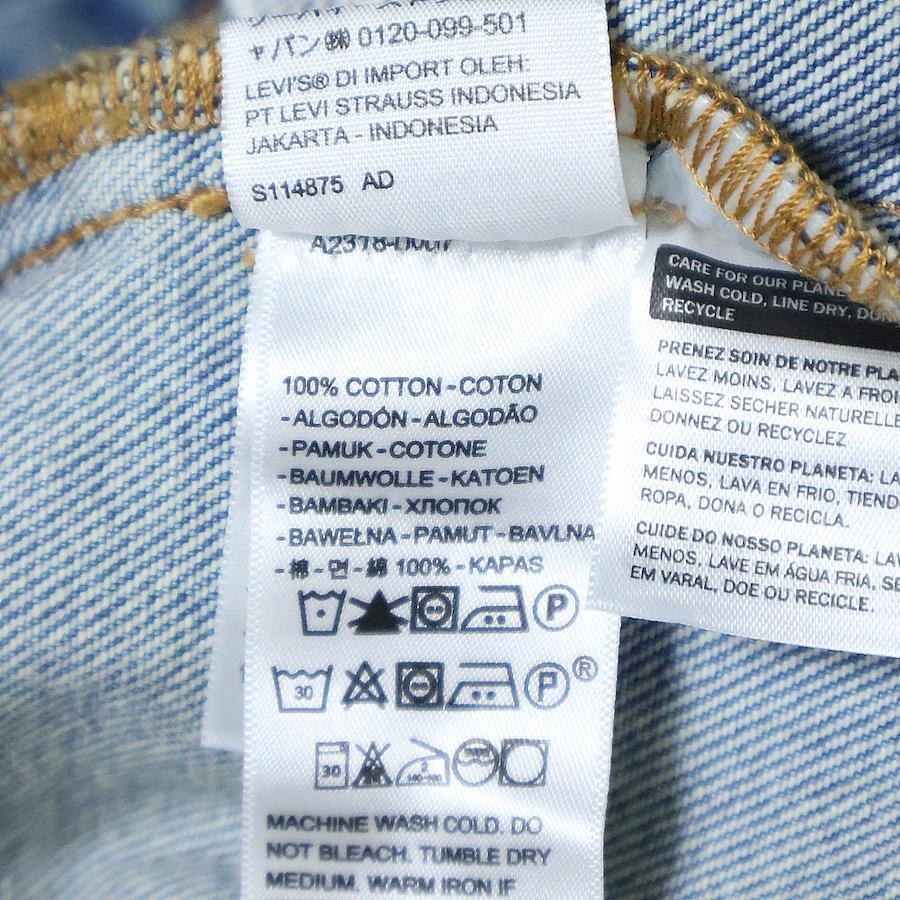 ャパン㈱ 0120-099-501
LEVI'S® DI IMPORT OLEH:
PT LEVI STRAUSS INDONESIA
JAKARTA - INDONESIA
S114875 AD
100% COTTON-COTON
-ALGODÓN-ALGODÃO
-PAMUK-COTONE
-BAUMWOLLE-KATOEN
-BAMBAKI-ХЛОПОК
-BAWEŁNA-PAMUT-BAVLNA
-棉-면-綿 100%-KAPAS
P
30 P®
30 2
MACHINE WASH COLD. DO
NOT BLEACH. TUMBLE DRY
MEDIUM. WARM IRON IF
CARE FOR OUR
WASH COLD, LINE DRY,
RECYCLE
PRENEZ SOIN DE NOTRE
LAVEZ MOINS, LAVEZ A
LAISSEZ SECHER
DONNEZ OU RECYCLEZ
CUIDA NUESTRO PLANETA:
MENOS, LAVA EN FRIO,
ROPA, DONA O RECICLA.
CUIDE DO NOSSO PLANETA:
MENOS, LAVE EM ÁGUA FRIA,
EM VARAL, DOE OU RECICLE.